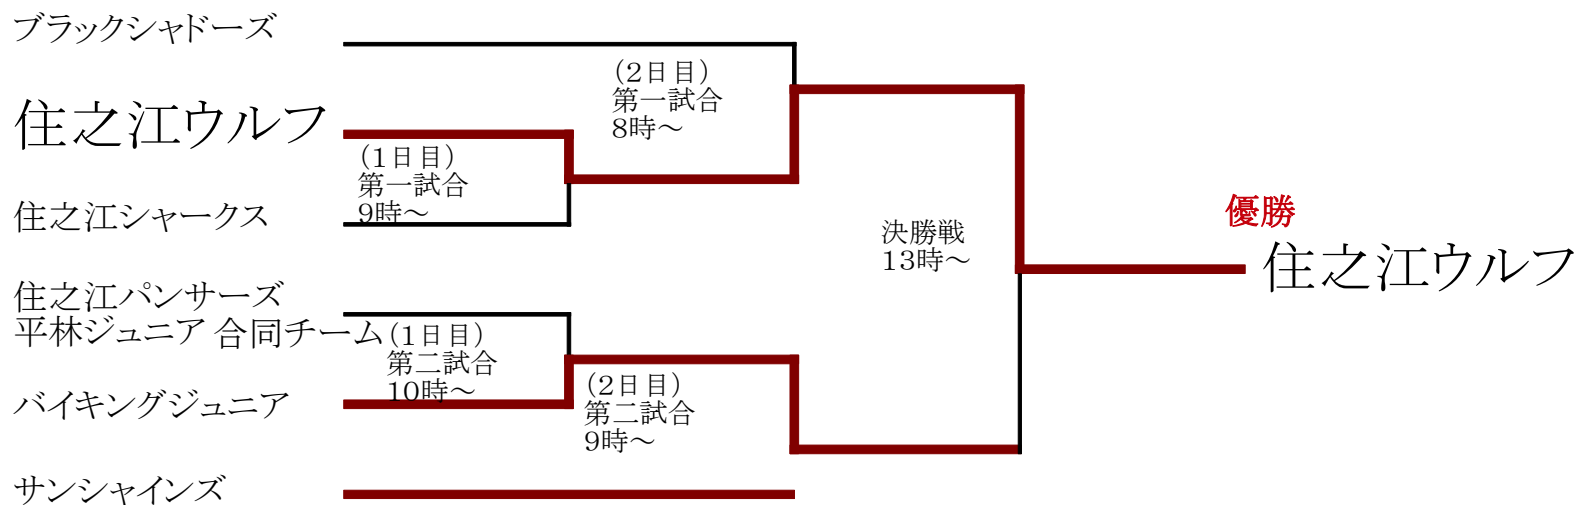 ブラックシャドーズ
(2日目)
第一試合
8時～
住之江ウルフ
(1日目)
第一試合
9時～
住之江シャークス
優勝
住之江ウルフ
決勝戦
13時～
住之江パンサーズ
平林ジュニア 合同チーム
(1日目)
第二試合
10時～
バイキングジュニア
(2日目)
第二試合
9時～
サンシャインズ